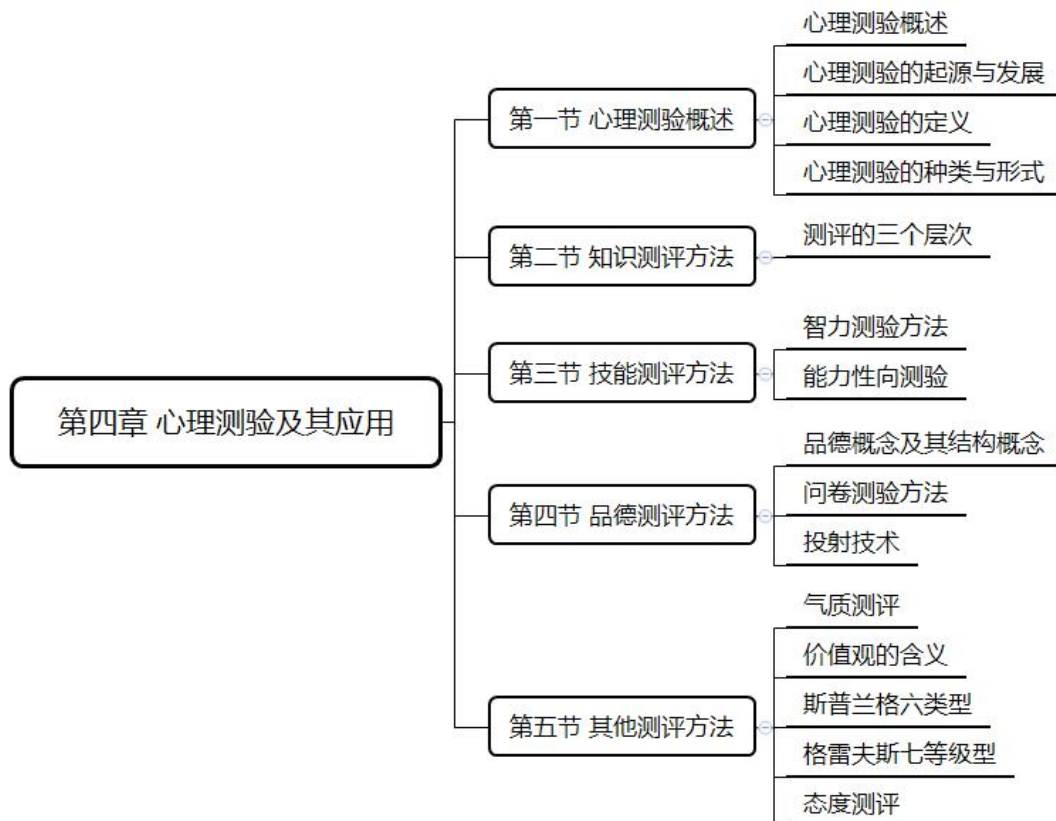 第四章 心理测验及其应用
第一节 心理测验概述
心理测验概述
心理测验的起源与发展
心理测验的定义
心理测验的种类与形式
第二节 知识测评方法
测评的三个层次
第三节 技能测评方法
智力测验方法
能力性向测验
第四节 品德测评方法
品德概念及其结构概念
问卷测验方法
投射技术
第五节 其他测评方法
气质测评
价值观的含义
斯普兰格六类型
格雷夫斯七等级型
态度测评